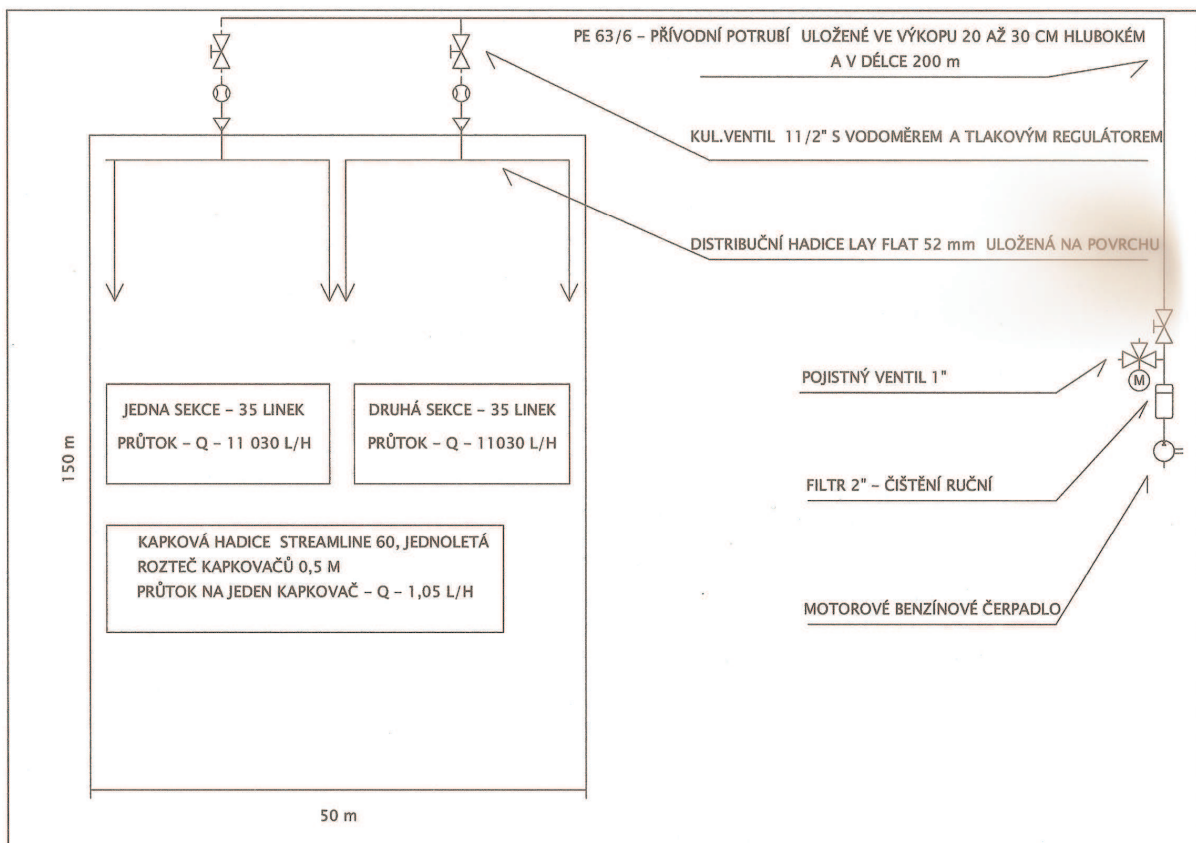 PE 63/6 – PŘÍVODNÍ POTRUBÍ ULOŽENÉ VE VÝKOPU 20 AŽ 30 CM HLUBOKÉM
A V DÉLCE 200 m
KUL.VENTIL 11/2" S VODOMĚREM A TLAKOVÝM REGULÁTOREM
DISTRIBUČNÍ HADICE LAY FLAT 52 mm ULOŽENÁ NA POVRCHU
POJISTNÝ VENTIL 1"
M
FILTR 2" – ČIŠTĚNÍ RUČNÍ
MOTOROVÉ BENZÍNOVÉ ČERPADLO
JEDNA SEKCE – 35 LINEK
PRŮTOK – Q – 11 030 L/H
DRUHÁ SEKCE – 35 LINEK
PRŮTOK – Q – 11030 L/H
KAPKOVÁ HADICE STREAMLINE 60, JEDNOLETÁ
ROZTEČ KAPKOVAČŮ 0,5 M
PRŮTOK NA JEDEN KAPKOVAČ – Q – 1,05 L/H
150 m
50 m